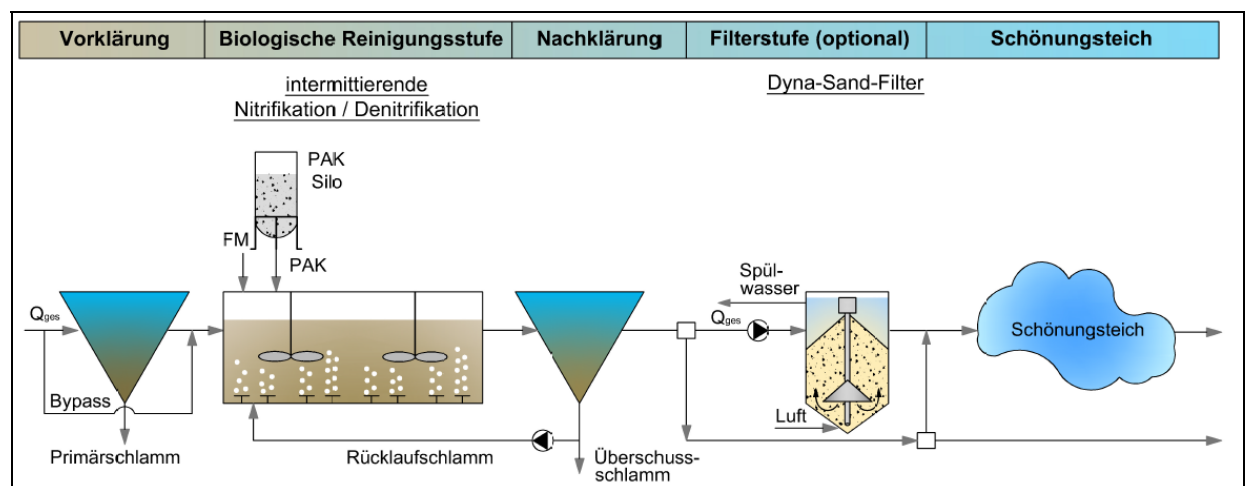 Vorklärung
Biologische Reinigungsstufe
Nachklärung
Filterstufe (optional)
Schönungsteich
intermittierende
Nitrifikation / Denitrifikation
Dyna-Sand-Filter
PAK
Silo
FM
PAK
Qges
Bypass
Primärschlamm
Rücklaufschlamm
Überschuss-
schlamm
Spül-
wasser
Qges
Luft
Schönungsteich